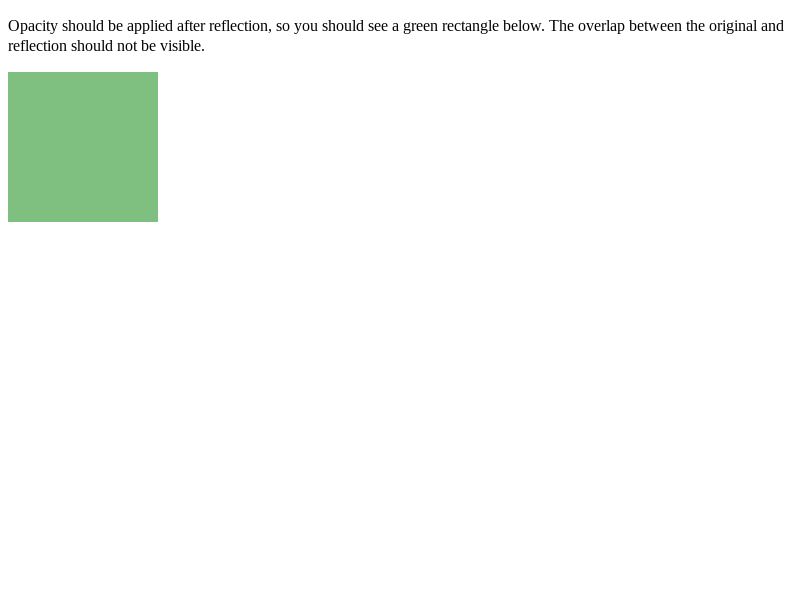 Opacity should be applied after reflection, so you should see a green rectangle below. The overlap between the original and
reflection should not be visible.